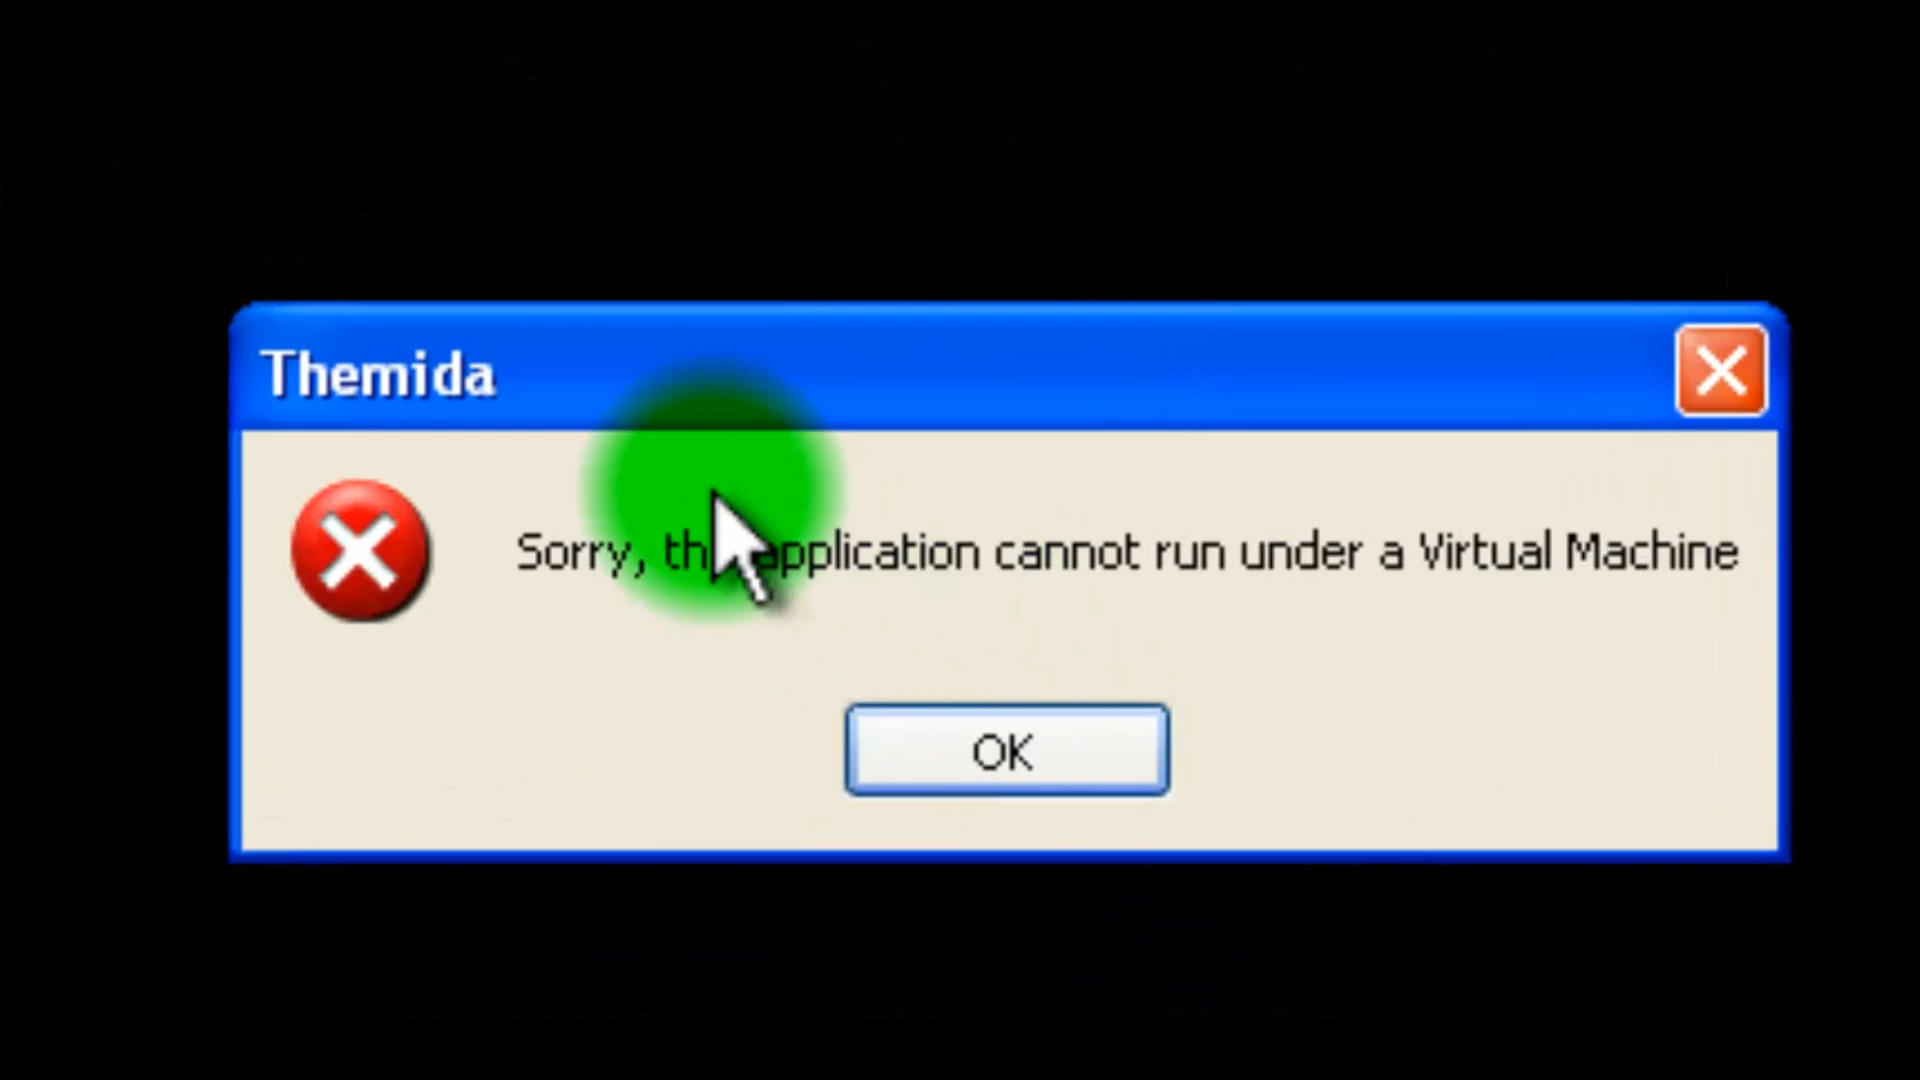 Themida
Sorry, application cannot run under a Virtual Machine
OK